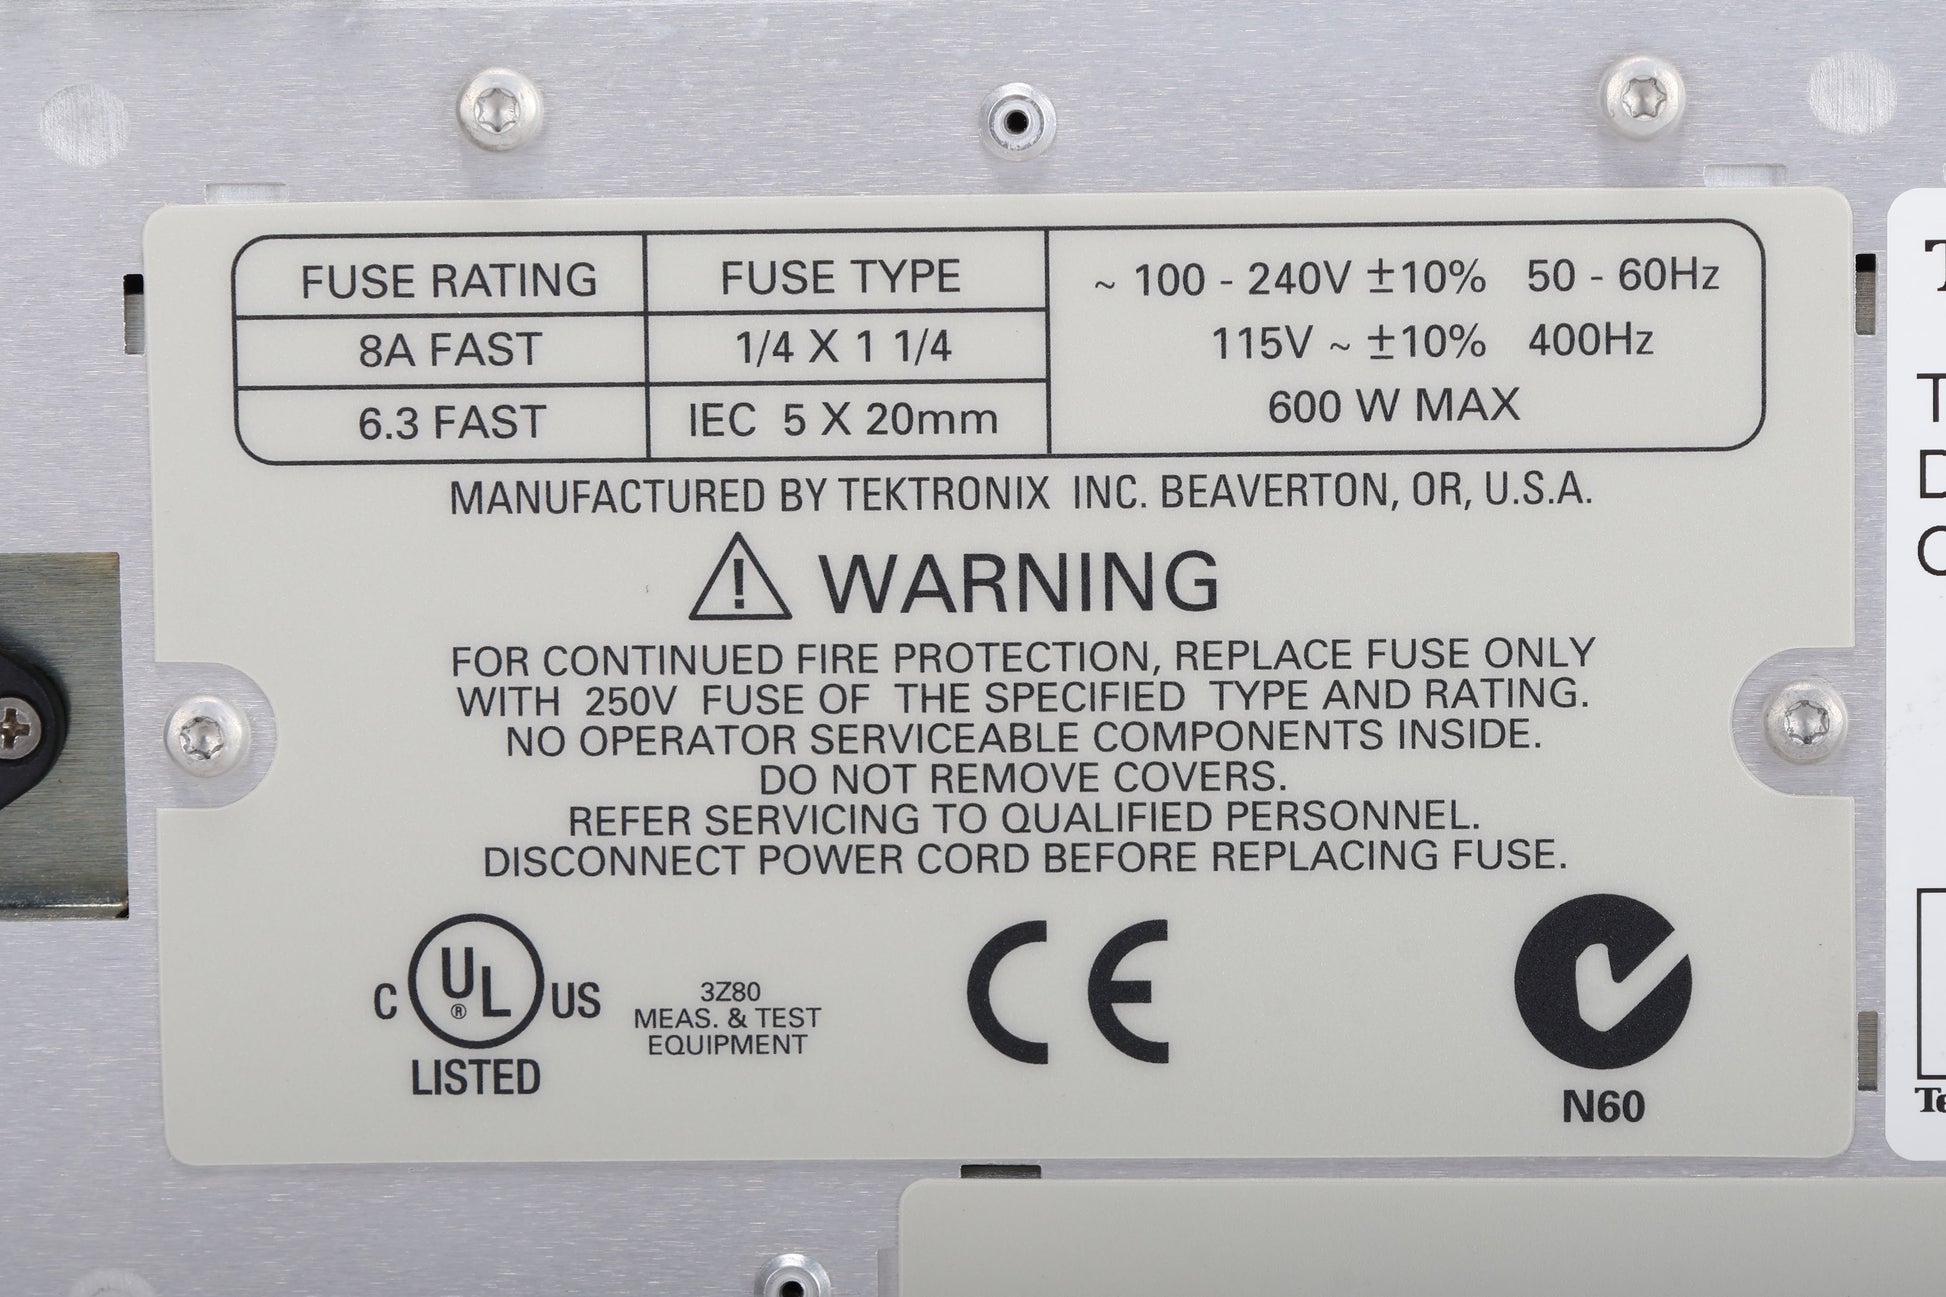 FUSE RATING FUSE TYPE ~ 100 - 240V ±10% 50 - 60Hz
8A FAST 1/4 X 1 1/4 115V ~ ±10% 400Hz
6.3 FAST IEC 5 X 20mm 600 W MAX
MANUFACTURED BY TEKTRONIX INC. BEAVERTON, OR, U.S.A.
! WARNING
FOR CONTINUED FIRE PROTECTION, REPLACE FUSE ONLY
WITH 250V FUSE OF THE SPECIFIED TYPE AND RATING.
NO OPERATOR SERVICEABLE COMPONENTS INSIDE.
DO NOT REMOVE COVERS.
REFER SERVICING TO QUALIFIED PERSONNEL.
DISCONNECT POWER CORD BEFORE REPLACING FUSE.
C UL ® US
LISTED
3Z80
MEAS. & TEST
EQUIPMENT
CE
N60